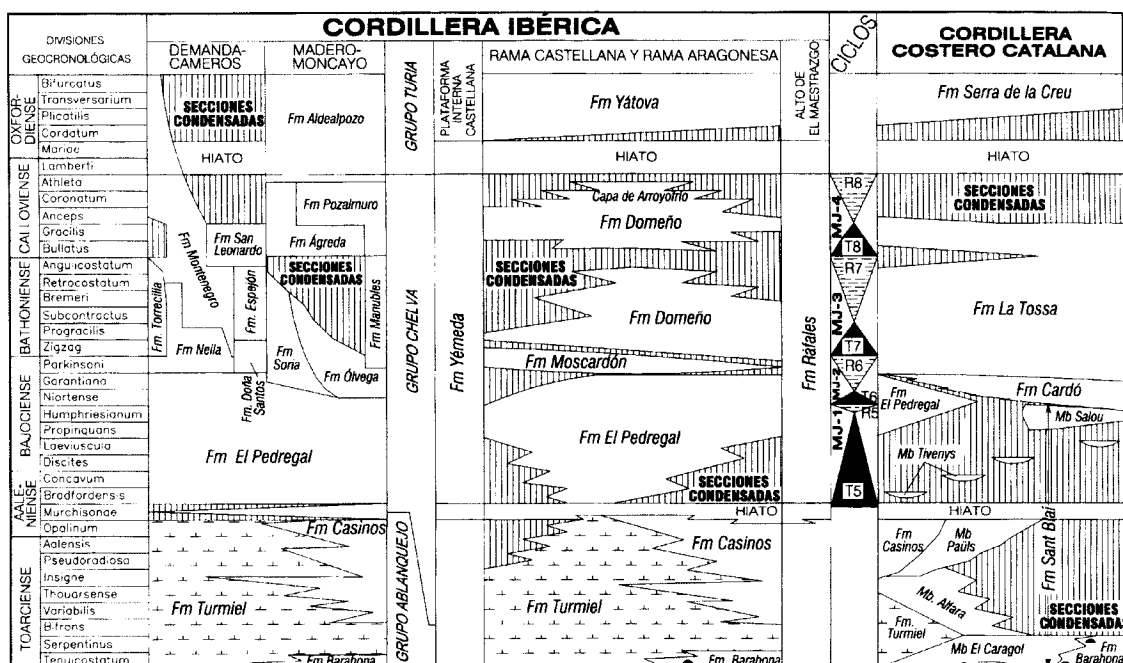 CORDILLERA IBÉRICA
CORDILLERA
COSTERO CATALANA
DIVISIONES
GEOCRONOLÓGICAS
DEMANDA-
CAMEROS
MADERO-
MONCAYO
GRUPO TURIA
PLATAFORMA
INTERNA
CASTELLANA
RAMA CASTELLANA Y RAMA ARAGONESA
ALTO DE
EL MAESTRAZGO
CICLOS
OXFOR-
DIENSE
Bifurcatus
Transversarium
Plicatilis
Cordatum
Mariae
CALLOVIENSE
Lamberti
Athleta
Coronatum
Anceps
Gracilis
Bullatus
BATHONIENSE
Anguicostatum
Retrocostatum
Bremeri
Subcontractus
Progracilis
Zigzag
BAJOCIENSE
Parkinsoni
Garantiana
Niortense
Humphriesianum
Propinquans
Laeviuscula
Discites
AALE-
NIENSE
Concavum
Bradfordensis
Murchisonae
Opalinum
TOARCIENSE
Aalensis
Pseudoradiosa
Insigne
Thouarsense
Variabilis
Bifrons
Serpentinus
Tenuicostatum
SECCIONES
CONDENSADAS
Fm Aldealpozo
HIATO
Fm Pozalmuro
Fm San
Leonardo
Fm Ágreda
Fm Montenegro
SECCIONES
CONDENSADAS
Fm Torrecilla
Fm. Espejón
Fm Manubles
Fm Neila
Fm Soria
Fm Ólvega
Fm. Doña
Santos
Fm El Pedregal
Fm Casinos
Fm Turmiel
Fm Barahona
GRUPO CHELVA
GRUPO ABLANQUEJO
Fm Yémeda
Fm Yátova
HIATO
Capa de Arroyofrío
Fm Domeño
SECCIONES
CONDENSADAS
Fm Domeño
Fm Moscardón
Fm El Pedregal
SECCIONES
CONDENSADAS
HIATO
Fm Casinos
Fm Turmiel
Fm. Barahona
Fm Ráfales
MJ-4
R8
T8
MJ-3
R7
T7
MJ-2
R6
T6
MJ-1
R5
T5
Fm Serra de la Creu
HIATO
SECCIONES
CONDENSADAS
Fm La Tossa
Fm Cardó
Fm
El Pedregal
Mb Salou
Mb Tivenys
HIATO
Fm
Casinos
Mb
Paüls
Fm Sant Blai
Mb. Alfara
SECCIONES
CONDENSADAS
Fm.
Turmiel
Mb El Caragol
Fm
Barahona